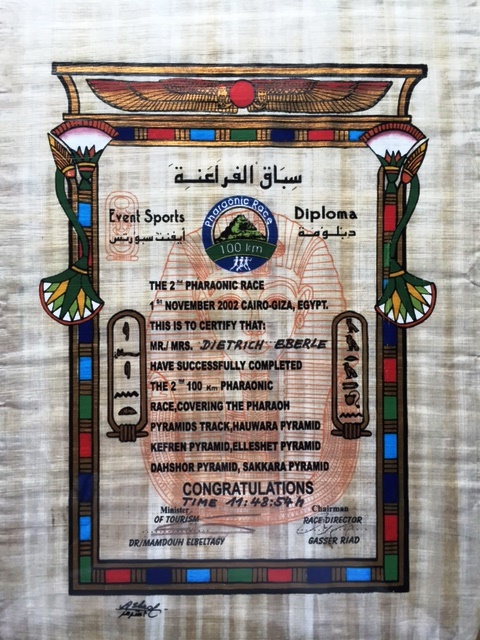 سباق الفراعنة
Event Sports
ايفنت سبورتس
Pharaonic Race
100 km
Diploma
دبلومة
THE 2ND PHARAONIC RACE
1ST NOVEMBER 2002 CAIRO-GIZA, EGYPT.
THIS IS TO CERTIFY THAT:
MR./ MRS. DIETRICH EBERLE
HAVE SUCCESSFULLY COMPLETED
THE 2ND 100 Km PHARAONIC
RACE,COVERING THE PHARAOH
PYRAMIDS TRACK,HAUWARA PYRAMID
KEFREN PYRAMID,ELLESHET PYRAMID
DAHSHOR PYRAMID, SAKKARA PYRAMID
CONGRATULATIONS
TIME 11:48:54h
Minister
OF TOURISM
DR/MAMDOUH ELBELTAGY
Chairman
RACE DIRECTOR
GASSER RIAD